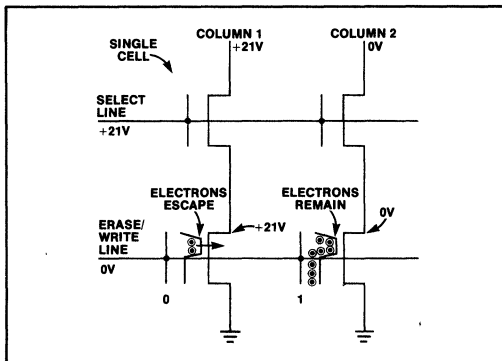 COLUMN 1
+21V
COLUMN 2
0V
SINGLE
CELL
SELECT
LINE
+21V
ELECTRONS
ESCAPE
ELECTRONS
REMAIN
+21V
0V
ERASE/
WRITE
LINE
0V
0
1